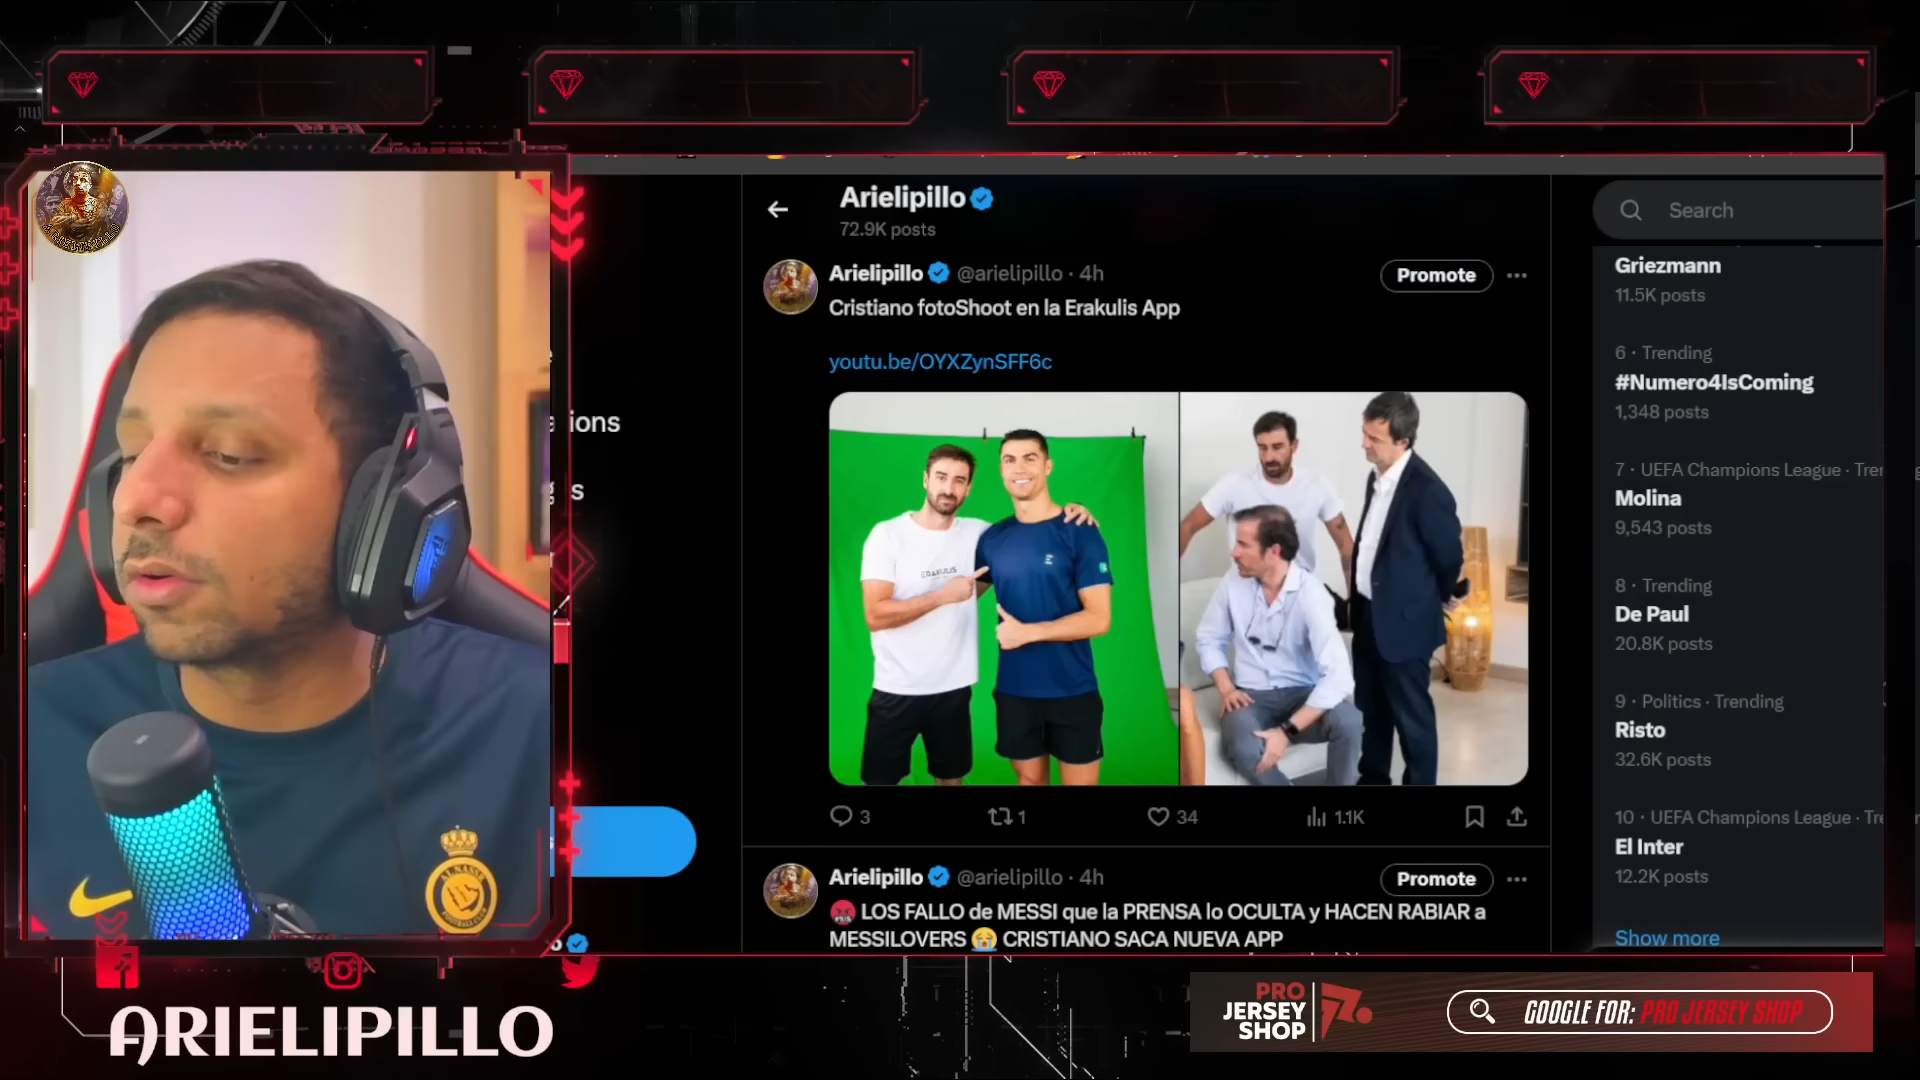 Arielipillo
72.9K posts
Arielipillo @arielipillo · 4h
Promote
Cristiano fotoShoot en la Erakulis App
youtu.be/OYXZynSFF6c
ERAKULIS
3
1
34
1.1K
Arielipillo @arielipillo · 4h
Promote
LOS FALLO de MESSI que la PRENSA lo OCULTA y HACEN RABIAR a
MESSILOVERS 😭 CRISTIANO SACA NUEVA APP
ions
s
Search
Griezmann
11.5K posts
6 · Trending
#Numero4IsComing
1,348 posts
7 · UEFA Champions League · Tren
Molina
9,543 posts
8 · Trending
De Paul
20.8K posts
9 · Politics · Trending
Risto
32.6K posts
10 · UEFA Champions League · Tre
El Inter
12.2K posts
Show more
AL NASSR
ARIELIPILLO
PRO
JERSEY
SHOP
GOOGLE FOR: PRO JERSEY SHOP